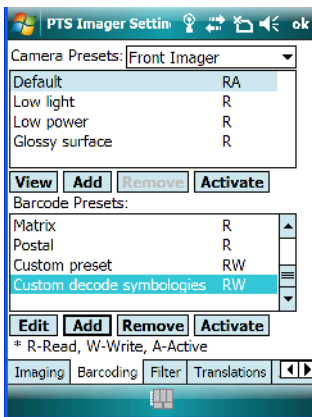 PTS Imager Settin ok
Camera Presets: Front Imager
Default RA
Low light R
Low power R
Glossy surface R
View Add Remove Activate
Barcode Presets:
Matrix R
Postal R
Custom preset RW
Custom decode symbologies RW
Edit Add Remove Activate
* R-Read, W-Write, A-Active
Imaging Barcoding Filter Translations